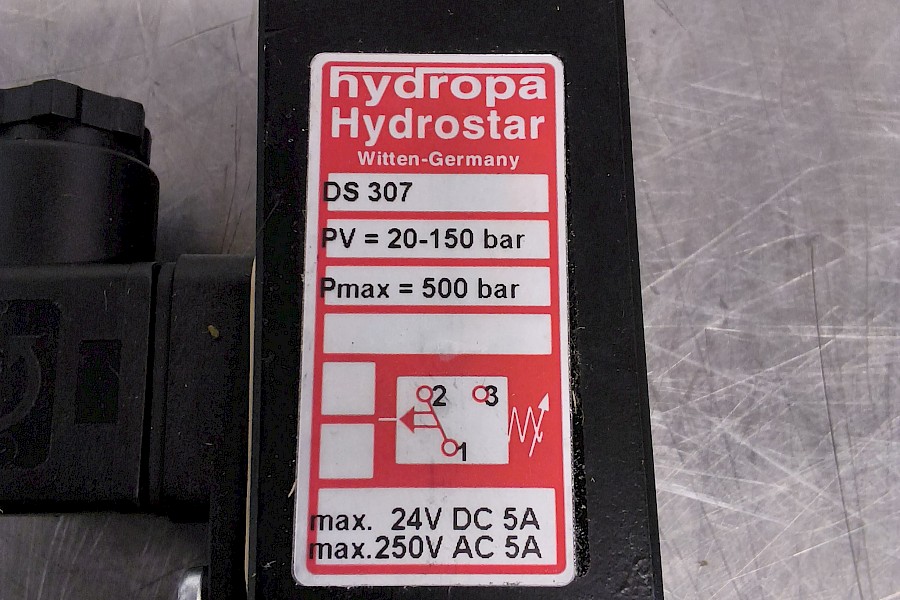 hydropa
Hydrostar
Witten-Germany
DS 307
PV = 20-150 bar
Pmax = 500 bar
2 3
1
max. 24V DC 5A
max.250V AC 5A